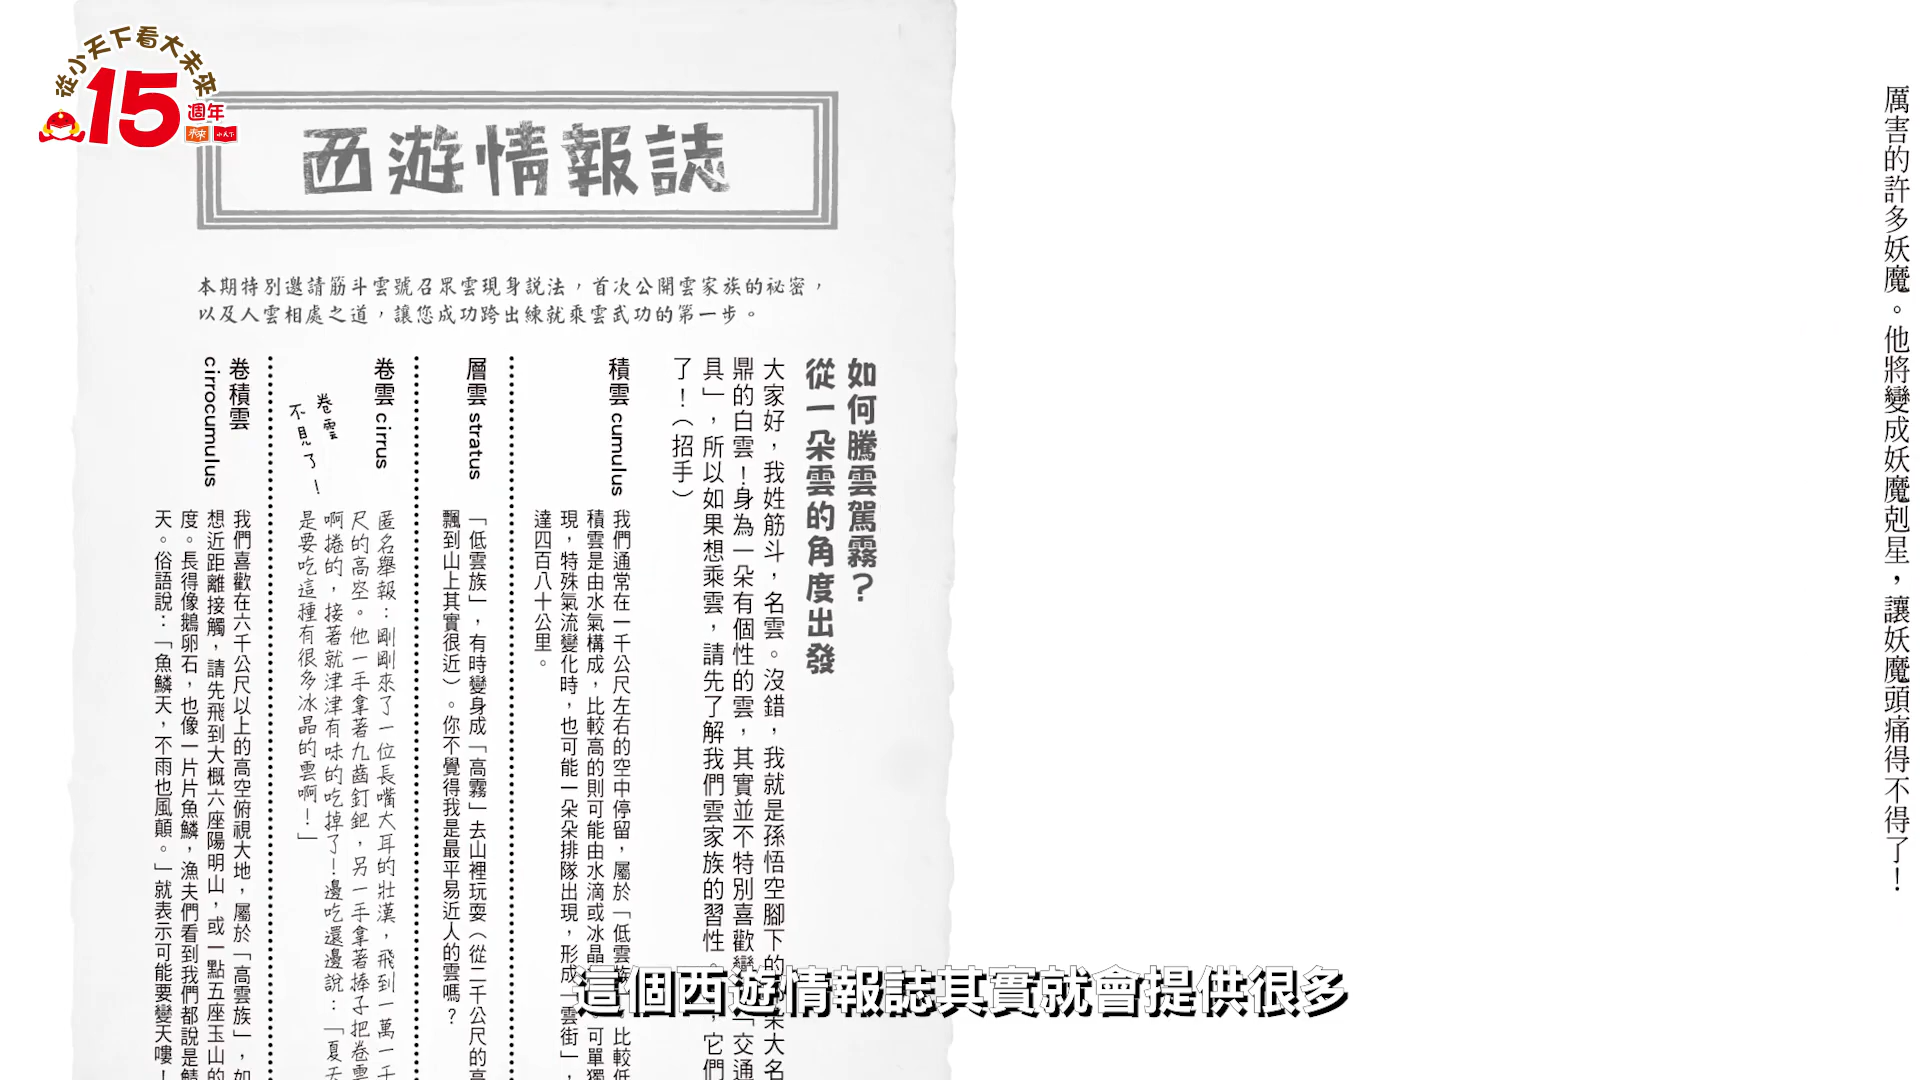 從小天下看大未來
15
週年
未來
小天下
西遊情報誌
本期特別邀請筋斗雲號召眾雲現身說法，首次公開雲家族的祕密，
以及人雲相處之道，讓您成功跨出練就乘雲武功的第一步。
如何騰雲駕霧？
從一朵雲的角度出發
大家好，我姓筋斗，名雲。沒錯，我就是孫悟空腳下的
大名
鼎的白雲！身為一朵有個性的雲，其實並不特別喜歡
「交通
具」，所以如果想乘雲，請先了解我們雲家族的習性。
它們
了！（招手）
積雲 cumulus
我們通常在一千公尺左右的空中停留，屬於「低雲族」
比較低
積雲是由水氣構成，比較高的則可能由水滴或冰晶
可單獨
現，特殊氣流變化時，也可能一朵朵排隊出現，形成「雲街」，
達四百八十公里。
層雲 stratus
「低雲族」，有時變身成「高霧」去山裡玩耍（從二千公尺的高
飄到山上其實很近）。你不覺得我是最平易近人的雲嗎？
卷雲 cirrus
卷雲
不見了！
匿名舉報：剛剛來了一位長嘴大耳的壯漢，飛到一萬一千
尺的高空。他一手拿著九齒釘鈀，另一手拿著捧子把卷雲
啊捲的，接著就津津有味的吃掉了！邊吃還邊說：「夏天
是要吃這種有很多冰晶的雲啊！」
卷積雲
cirrocumulus
我們喜歡在六千公尺以上的高空俯視大地，屬於「高雲族」，如
想近距離接觸，請先飛到大概六座陽明山，或一點五座玉山的
度。長得像鵝卵石，也像一片片魚鱗，漁夫們看到我們都說是鯖
天。俗語說：「魚鱗天，不雨也風顛。」就表示可能要變天嘍！
厲害的許多妖魔。他將變成妖魔剋星，讓妖魔頭痛得不得了！
這個西遊情報誌其實就會提供很多